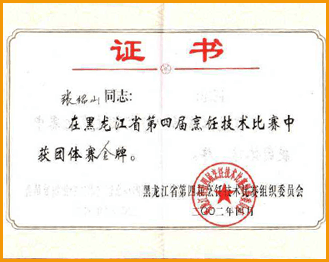 证书
张绍山同志：
在黑龙江省第四届烹饪技术比赛中
获团体赛金牌。
黑龙江省第四届烹饪技术比赛组织委员会
二〇〇二年四月